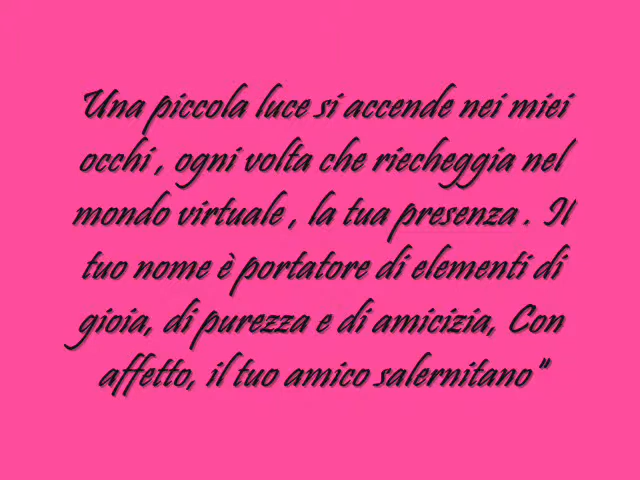 Una piccola luce si accende nei miei
occhi , ogni volta che riecheggia nel
mondo virtuale , la tua presenza . Il
tuo nome è portatore di elementi di
gioia, di purezza e di amicizia, Con
affetto, il tuo amico salernitano"